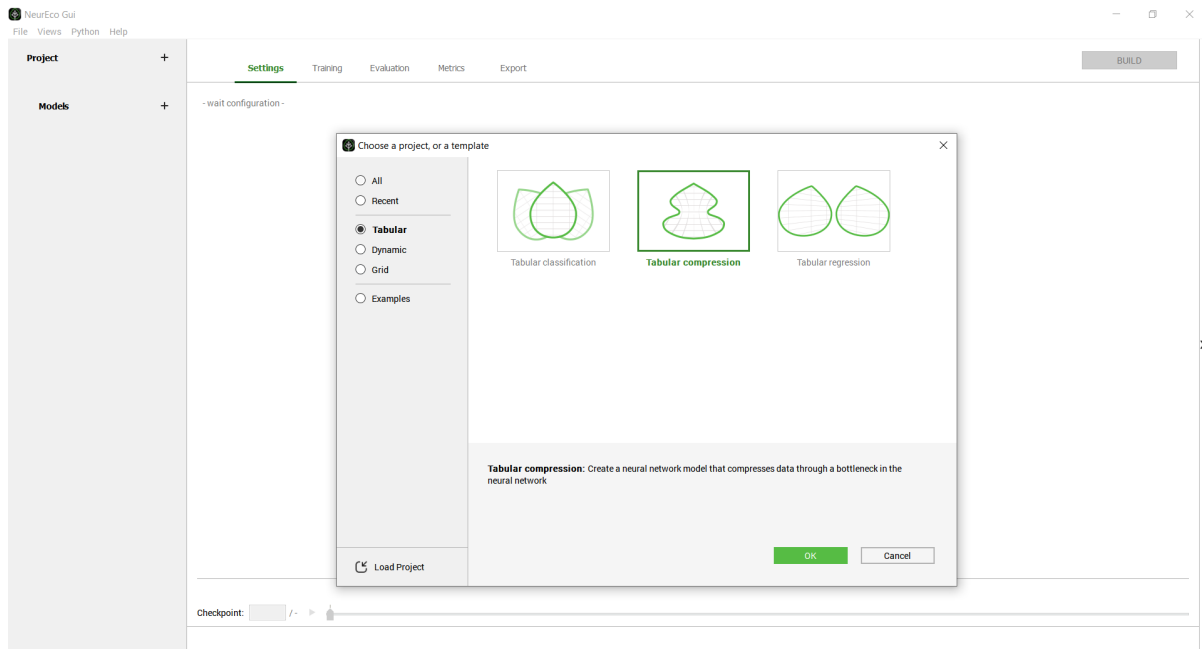 NeurEco Gui
File Views Python Help
Project +
Settings Training Evaluation Metrics Export
BUILD
Models +
- wait configuration -
Choose a project, or a template
All
Recent
Tabular
Dynamic
Grid
Examples
Tabular classification
Tabular compression
Tabular regression
Tabular compression: Create a neural network model that compresses data through a bottleneck in the
neural network
OK Cancel
Load Project
Checkpoint: / -